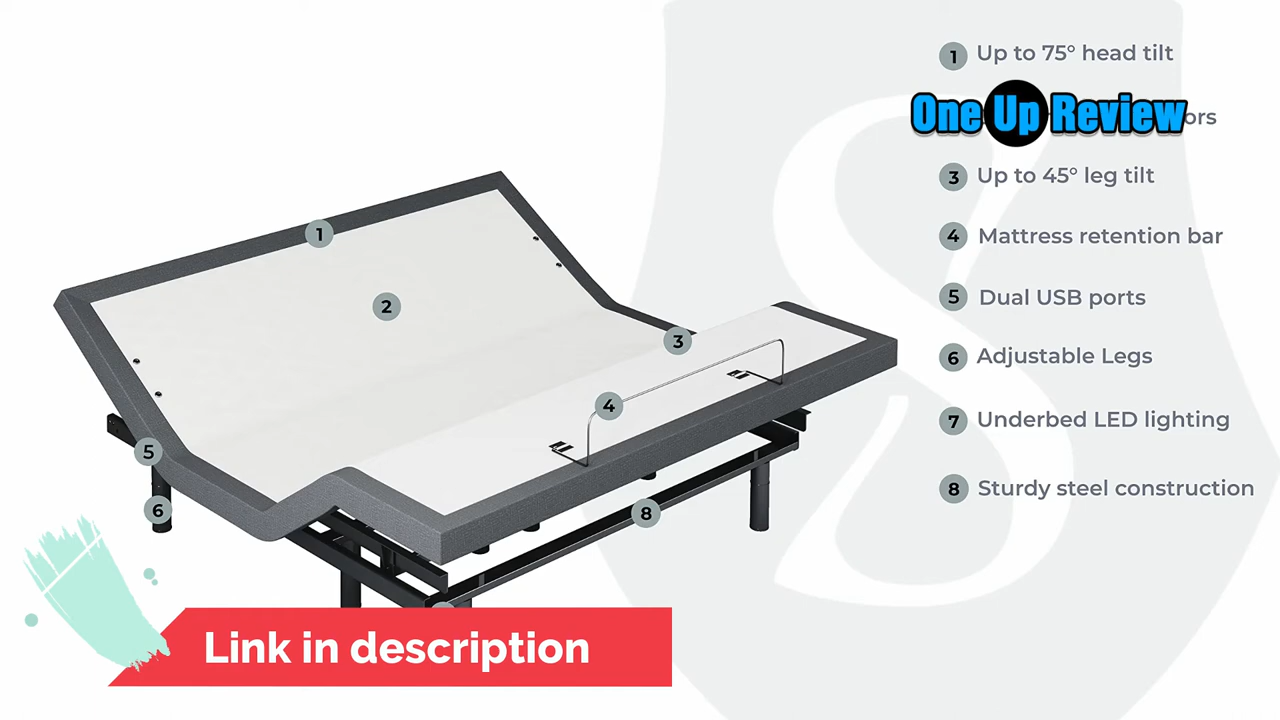 1 Up to 75° head tilt
One Up Review
ors
3 Up to 45° leg tilt
4 Mattress retention bar
5 Dual USB ports
6 Adjustable Legs
7 Underbed LED lighting
8 Sturdy steel construction
1
2
3
4
5
6
8
Link in description